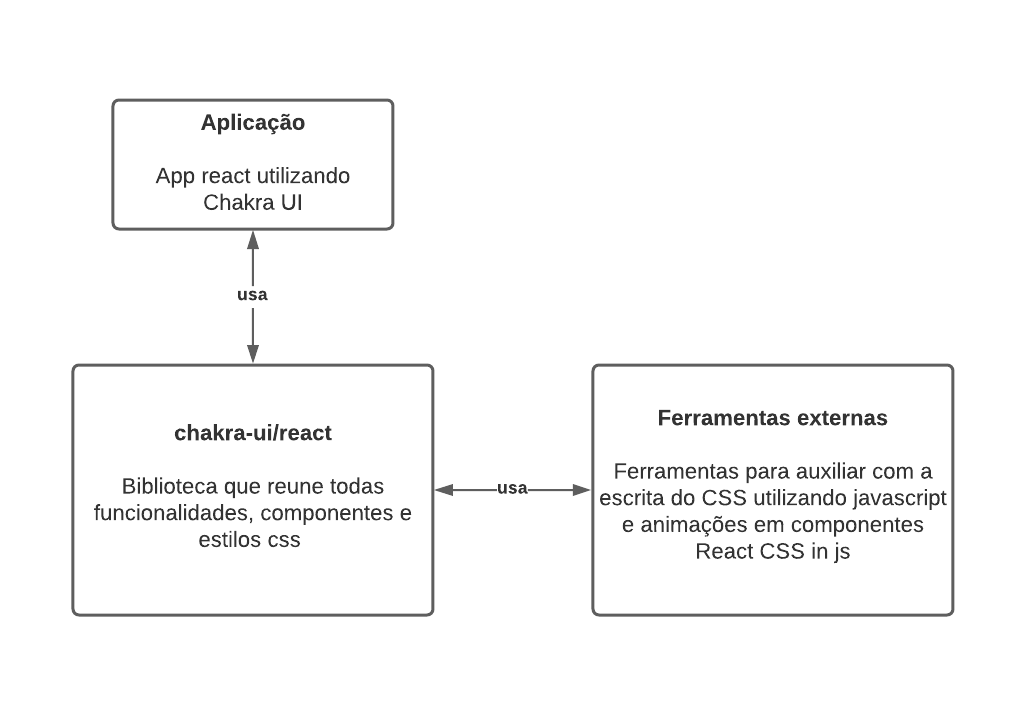 Aplicação
App react utilizando
Chakra UI
usa
chakra-ui/react
Biblioteca que reune todas
funcionalidades, componentes e
estilos css
usa
Ferramentas externas
Ferramentas para auxiliar com a
escrita do CSS utilizando javascript
e animações em componentes
React CSS in js